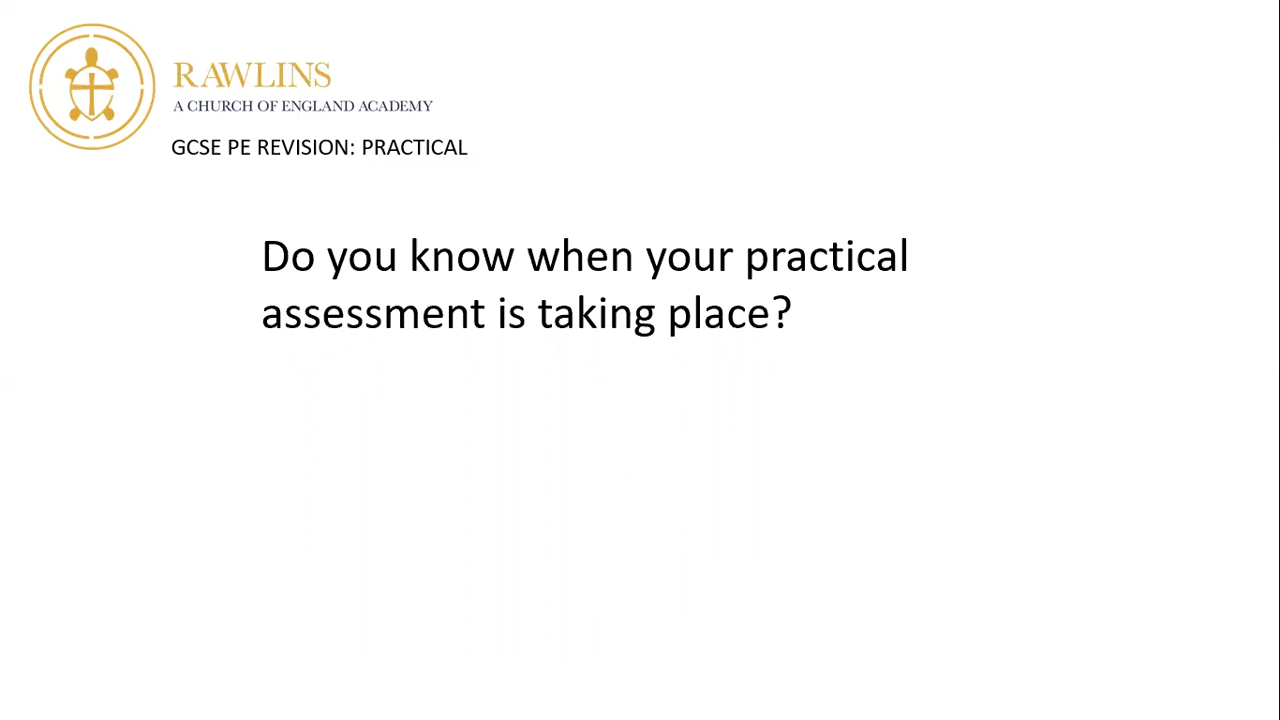 RAWLINS
A CHURCH OF ENGLAND ACADEMY
GCSE PE REVISION: PRACTICAL
Do you know when your practical
assessment is taking place?